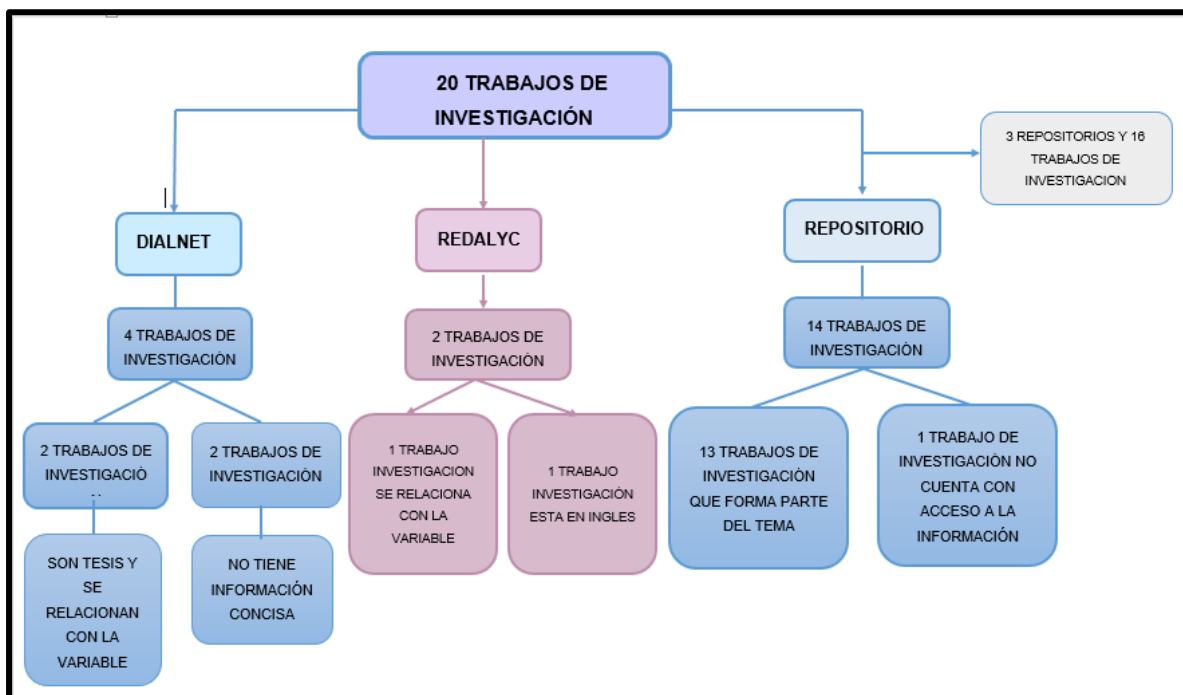 20 TRABAJOS DE
INVESTIGACIÓN
3 REPOSITORIOS Y 16
TRABAJOS DE
INVESTIGACION
DIALNET
REDALYC
REPOSITORIO
4 TRABAJOS DE
INVESTIGACIÓN
2 TRABAJOS DE
INVESTIGACIÓN
14 TRABAJOS DE
INVESTIGACIÓN
2 TRABAJOS DE
INVESTIGACIÓ
2 TRABAJOS DE
INVESTIGACIÓN
1 TRABAJO
INVESTIGACION
SE RELACIONA
CON LA
VARIABLE
1 TRABAJO
INVESTIGACIÓN
ESTA EN INGLES
13 TRABAJOS DE
INVESTIGACIÓN
QUE FORMA PARTE
DEL TEMA
1 TRABAJO DE
INVESTIGACIÓN NO
CUENTA CON
ACCESO A LA
INFORMACIÓN
SON TESIS Y
SE
RELACIONAN
CON LA
VARIABLE
NO TIENE
INFORMACIÓN
CONCISA